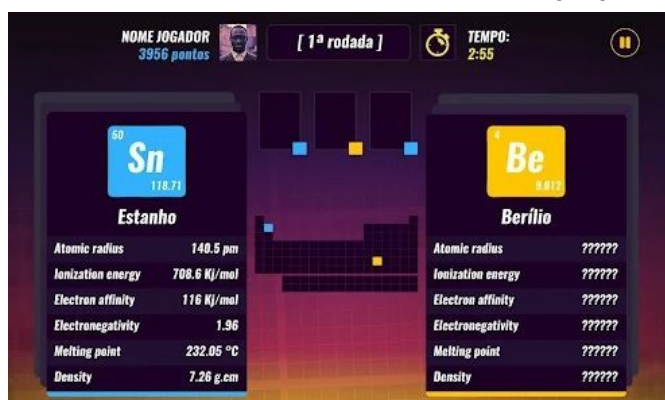 NOME JOGADOR
3956 pontos
[ 1ª rodada ]
TEMPO:
2:55
50
Sn
118.71
Estanho
Atomic radius 140.5 pm
Ionization energy 708.6 Kj/mol
Electron affinity 116 Kj/mol
Electronegativity 1.96
Melting point 232.05 ºC
Density 7.26 g.cm
4
Be
9.012
Berílio
Atomic radius ??????
Ionization energy ??????
Electron affinity ??????
Electronegativity ??????
Melting point ??????
Density ??????